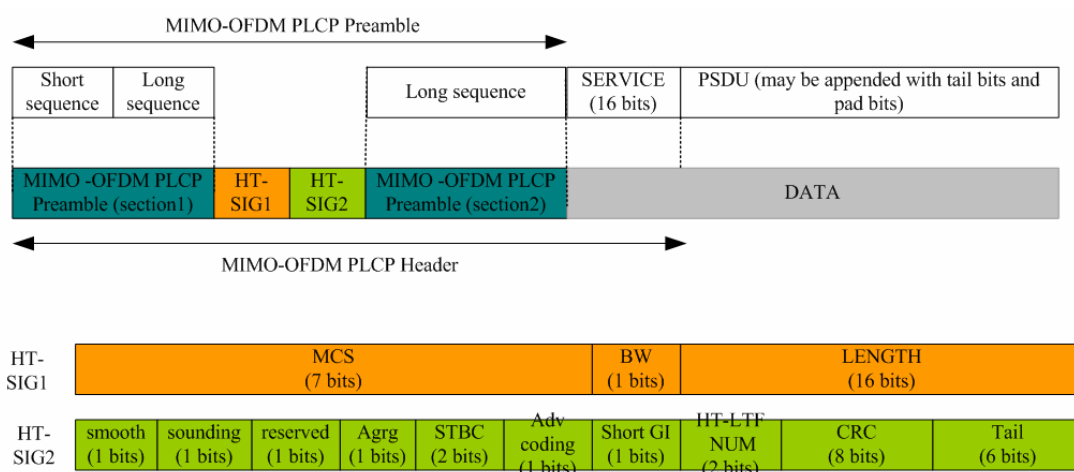 MIMO-OFDM PLCP Preamble
Short sequence
Long sequence
Long sequence
SERVICE (16 bits)
PSDU (may be appended with tail bits and pad bits)
MIMO -OFDM PLCP Preamble (section1)
HT-SIG1
HT-SIG2
MIMO -OFDM PLCP Preamble (section2)
DATA
MIMO-OFDM PLCP Header
HT-SIG1
MCS (7 bits)
BW (1 bits)
LENGTH (16 bits)
HT-SIG2
smooth (1 bits)
sounding (1 bits)
reserved (1 bits)
Agrg (1 bits)
STBC (2 bits)
Adv coding (1 bits)
Short GI (1 bits)
HT-LTF NUM (2 bits)
CRC (8 bits)
Tail (6 bits)